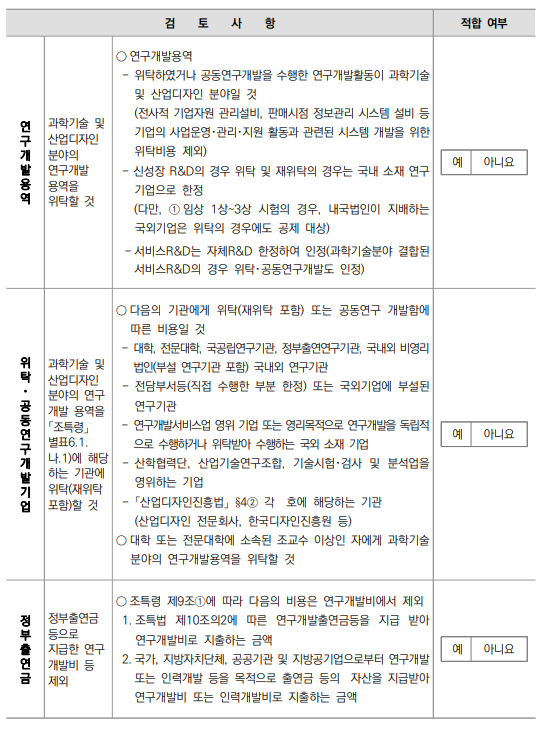 검 토 사 항
적합 여부
연구개발용역
과학기술 및
산업디자인
분야의
연구개발
용역을
위탁할 것
○ 연구개발용역
- 위탁하였거나 공동연구개발을 수행한 연구개발활동이 과학기술
및 산업디자인 분야일 것
(전사적 기업자원 관리설비, 판매시점 정보관리 시스템 설비 등
기업의 사업운영·관리·지원 활동과 관련된 시스템 개발을 위한
위탁비용 제외)
- 신성장 R&D의 경우 위탁 및 재위탁의 경우는 국내 소재 연구
기업으로 한정
(다만, ①임상 1상~3상 시험의 경우, 내국법인이 지배하는
국외기업은 위탁의 경우에도 공제 대상)
- 서비스R&D는 자체R&D 한정하여 인정(과학기술분야 결합된
서비스R&D의 경우 위탁·공동연구개발도 인정)
예 아니요
위탁·공동연구개발기업
과학기술 및
산업디자인
분야의 연구
개발 용역을
「조특령」
별표6.1.
나.1)에 해당
하는 기관에
위탁(재위탁
포함)할 것
○ 다음의 기관에게 위탁(재위탁 포함) 또는 공동연구 개발함에
따른 비용일 것
- 대학, 전문대학, 국공립연구기관, 정부출연연구기관, 국내외 비영리
법인(부설 연구기관 포함) 국내외 연구기관
- 전담부서등(직접 수행한 부분 한정) 또는 국외기업에 부설된
연구기관
- 연구개발서비스업 영위 기업 또는 영리목적으로 연구개발을 독립적
으로 수행하거나 위탁받아 수행하는 국외 소재 기업
- 산학협력단, 산업기술연구조합, 기술시험·검사 및 분석업을
영위하는 기업
- 「산업디자인진흥법」 §4② 각 호에 해당하는 기관
(산업디자인 전문회사, 한국디자인진흥원 등)
○ 대학 또는 전문대학에 소속된 조교수 이상인 자에게 과학기술
분야의 연구개발용역을 위탁할 것
예 아니요
정부출연금
정부출연금
등으로
지급한 연구
개발비 등
제외
○ 조특령 제9조①에 따라 다음의 비용은 연구개발비에서 제외
1. 조특법 제10조의2에 따른 연구개발출연금등을 지급 받아
연구개발비로 지출하는 금액
2. 국가, 지방자치단체, 공공기관 및 지방공기업으로부터 연구개발
또는 인력개발 등을 목적으로 출연금 등의 자산을 지급받아
연구개발비 또는 인력개발비로 지출하는 금액
예 아니요